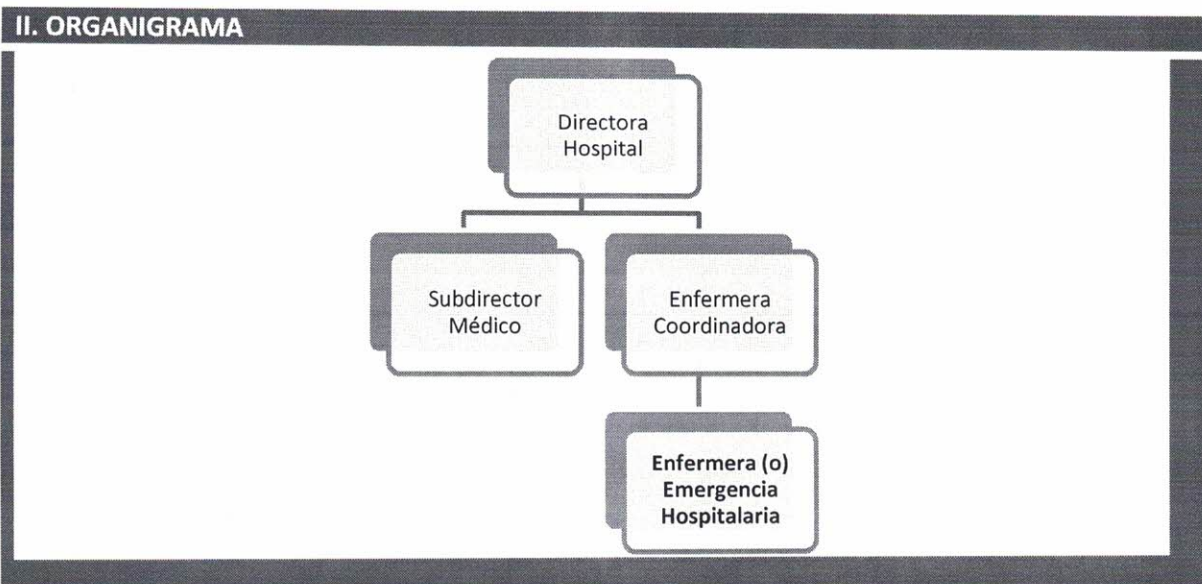 II. ORGANIGRAMA
Directora
Hospital
Subdirector
Médico
Enfermera
Coordinadora
Enfermera (o)
Emergencia
Hospitalaria